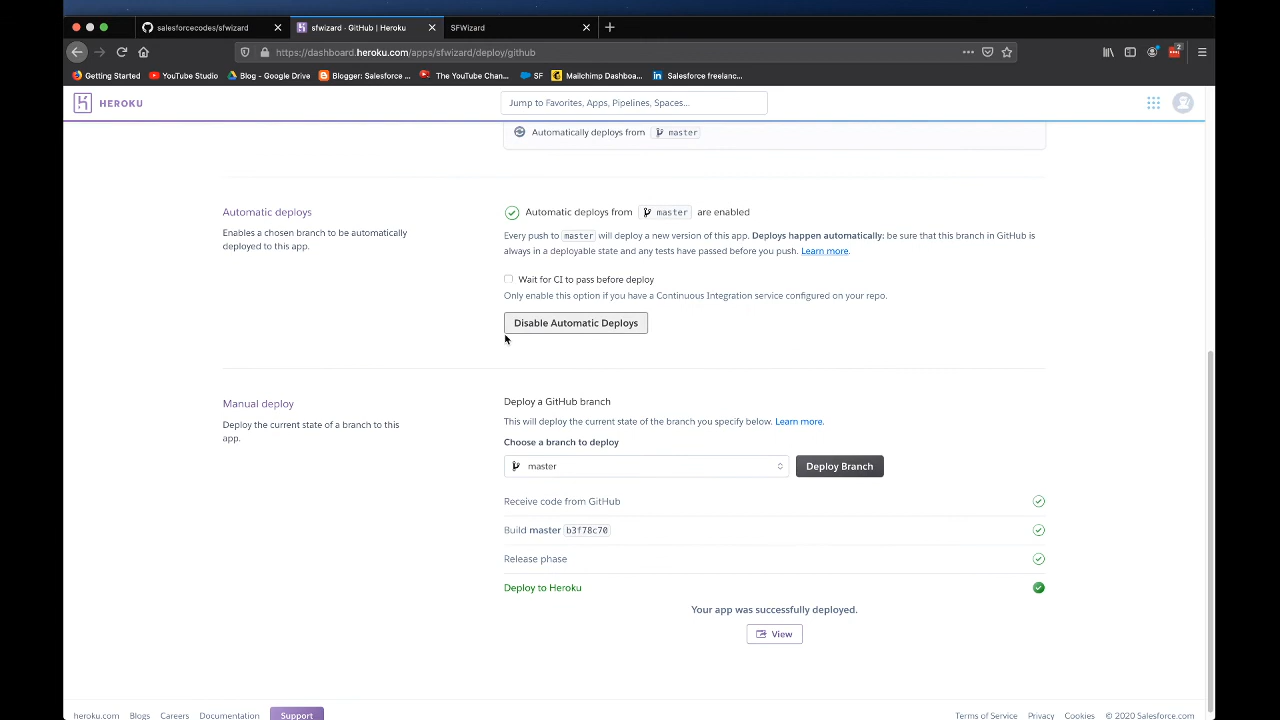 salesforcecodes/sfwizard
sfwizard · GitHub | Heroku
SFWizard
https://dashboard.heroku.com/apps/sfwizard/deploy/github
2
Getting Started
YouTube Studio
Blog - Google Drive
Blogger: Salesforce ...
The YouTube Chan...
SF
Mailchimp Dashboa...
Salesforce freelanc...
HEROKU
Jump to Favorites, Apps, Pipelines, Spaces...
Automatically deploys from master
Automatic deploys
Enables a chosen branch to be automatically
deployed to this app.
Automatic deploys from master are enabled
Every push to master will deploy a new version of this app. Deploys happen automatically: be sure that this branch in GitHub is
always in a deployable state and any tests have passed before you push. Learn more.
Wait for CI to pass before deploy
Only enable this option if you have a Continuous Integration service configured on your repo.
Disable Automatic Deploys
Manual deploy
Deploy the current state of a branch to this
app.
Deploy a GitHub branch
This will deploy the current state of the branch you specify below. Learn more.
Choose a branch to deploy
master
Deploy Branch
Receive code from GitHub
Build master b3f78c70
Release phase
Deploy to Heroku
Your app was successfully deployed.
View
heroku.com
Blogs
Careers
Documentation
Support
Terms of Service
Privacy
Cookies
© 2020 Salesforce.com